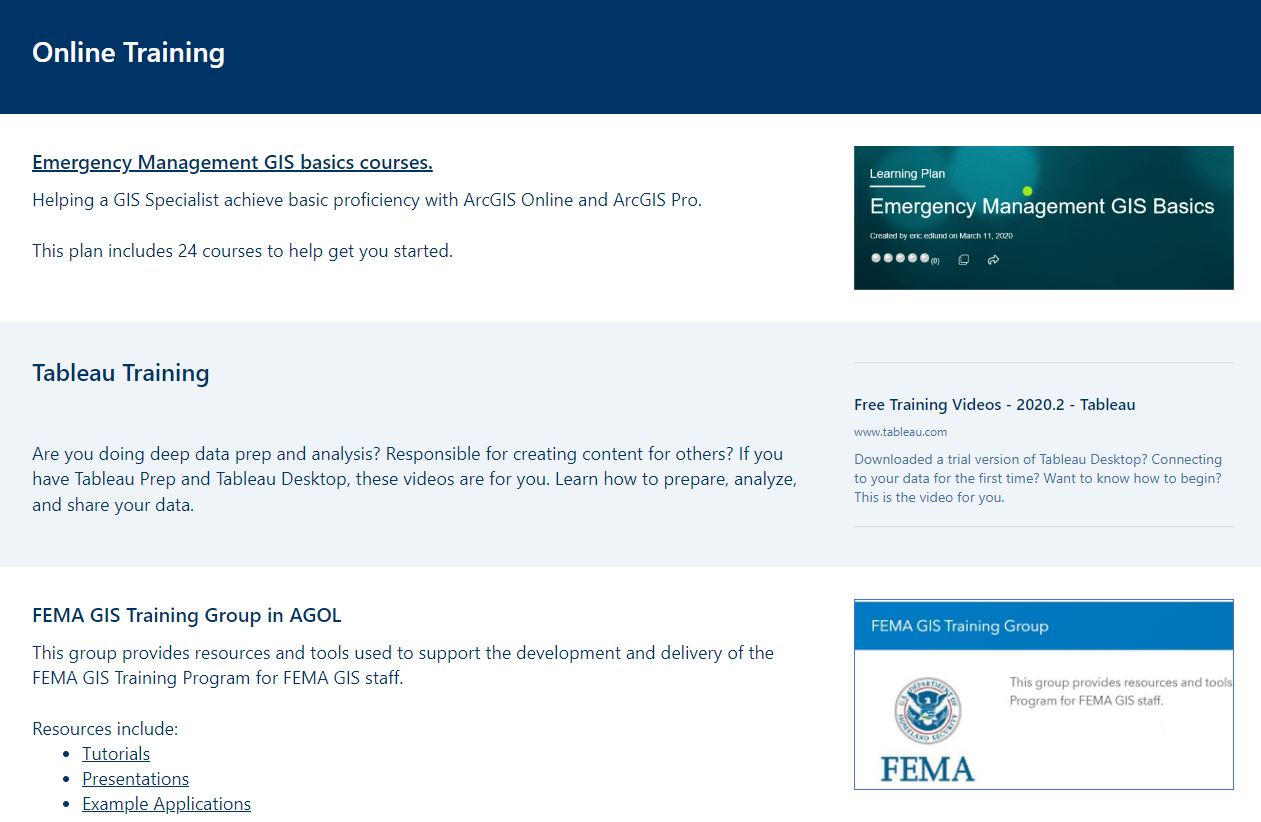 Online Training
Emergency Management GIS basics courses.
Helping a GIS Specialist achieve basic proficiency with ArcGIS Online and ArcGIS Pro.
This plan includes 24 courses to help get you started.
Learning Plan
Emergency Management GIS Basics
Created by eric.edlund on March 11, 2020
(0)
Tableau Training
Are you doing deep data prep and analysis? Responsible for creating content for others? If you
have Tableau Prep and Tableau Desktop, these videos are for you. Learn how to prepare, analyze,
and share your data.
Free Training Videos - 2020.2 - Tableau
www.tableau.com
Downloaded a trial version of Tableau Desktop? Connecting
to your data for the first time? Want to know how to begin?
This is the video for you.
FEMA GIS Training Group in AGOL
This group provides resources and tools used to support the development and delivery of the
FEMA GIS Training Program for FEMA GIS staff.
Resources include:
• Tutorials
• Presentations
• Example Applications
FEMA GIS Training Group
This group provides resources and tools
Program for FEMA GIS staff.
U.S. DEPARTMENT OF
HOMELAND SECURITY
FEMA